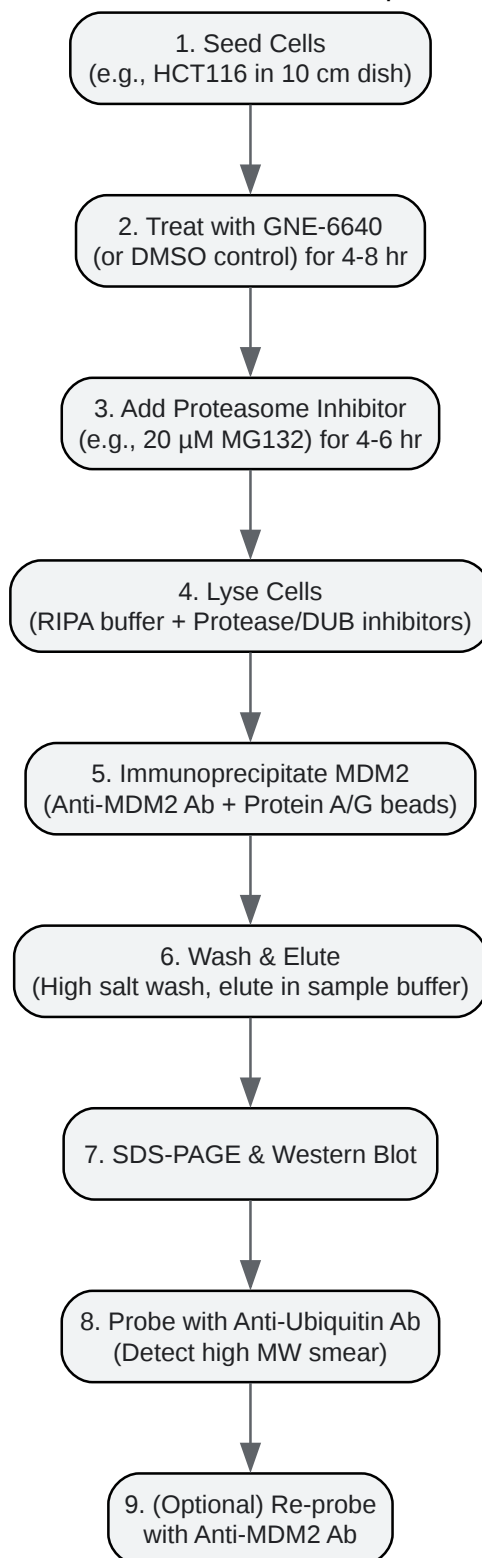 1. Seed Cells
(e.g., HCT116 in 10 cm dish)
2. Treat with GNE-6640
(or DMSO control) for 4-8 hr
3. Add Proteasome Inhibitor
(e.g., 20 µM MG132) for 4-6 hr
4. Lyse Cells
(RIPA buffer + Protease/DUB inhibitors)
5. Immunoprecipitate MDM2
(Anti-MDM2 Ab + Protein A/G beads)
6. Wash & Elute
(High salt wash, elute in sample buffer)
7. SDS-PAGE & Western Blot
8. Probe with Anti-Ubiquitin Ab
(Detect high MW smear)
9. (Optional) Re-probe
with Anti-MDM2 Ab